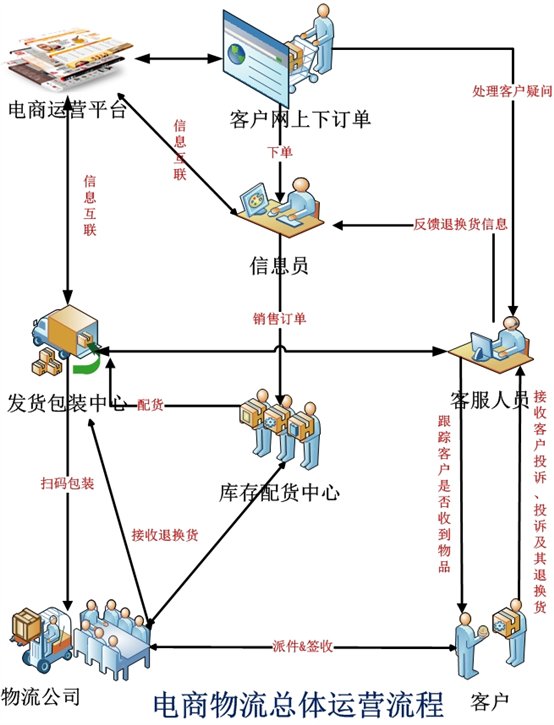 电商运营平台
客户网上下订单
处理客户疑问
信息互联
下单
信息互联
信息员
反馈退换货信息
销售订单
发货包装中心
客服人员
配货
库存配货中心
扫码包装
接收退换货
跟踪客户是否收到物品
接收客户投诉、投诉及其退换货
派件&签收
物流公司
客户
电商物流总体运营流程